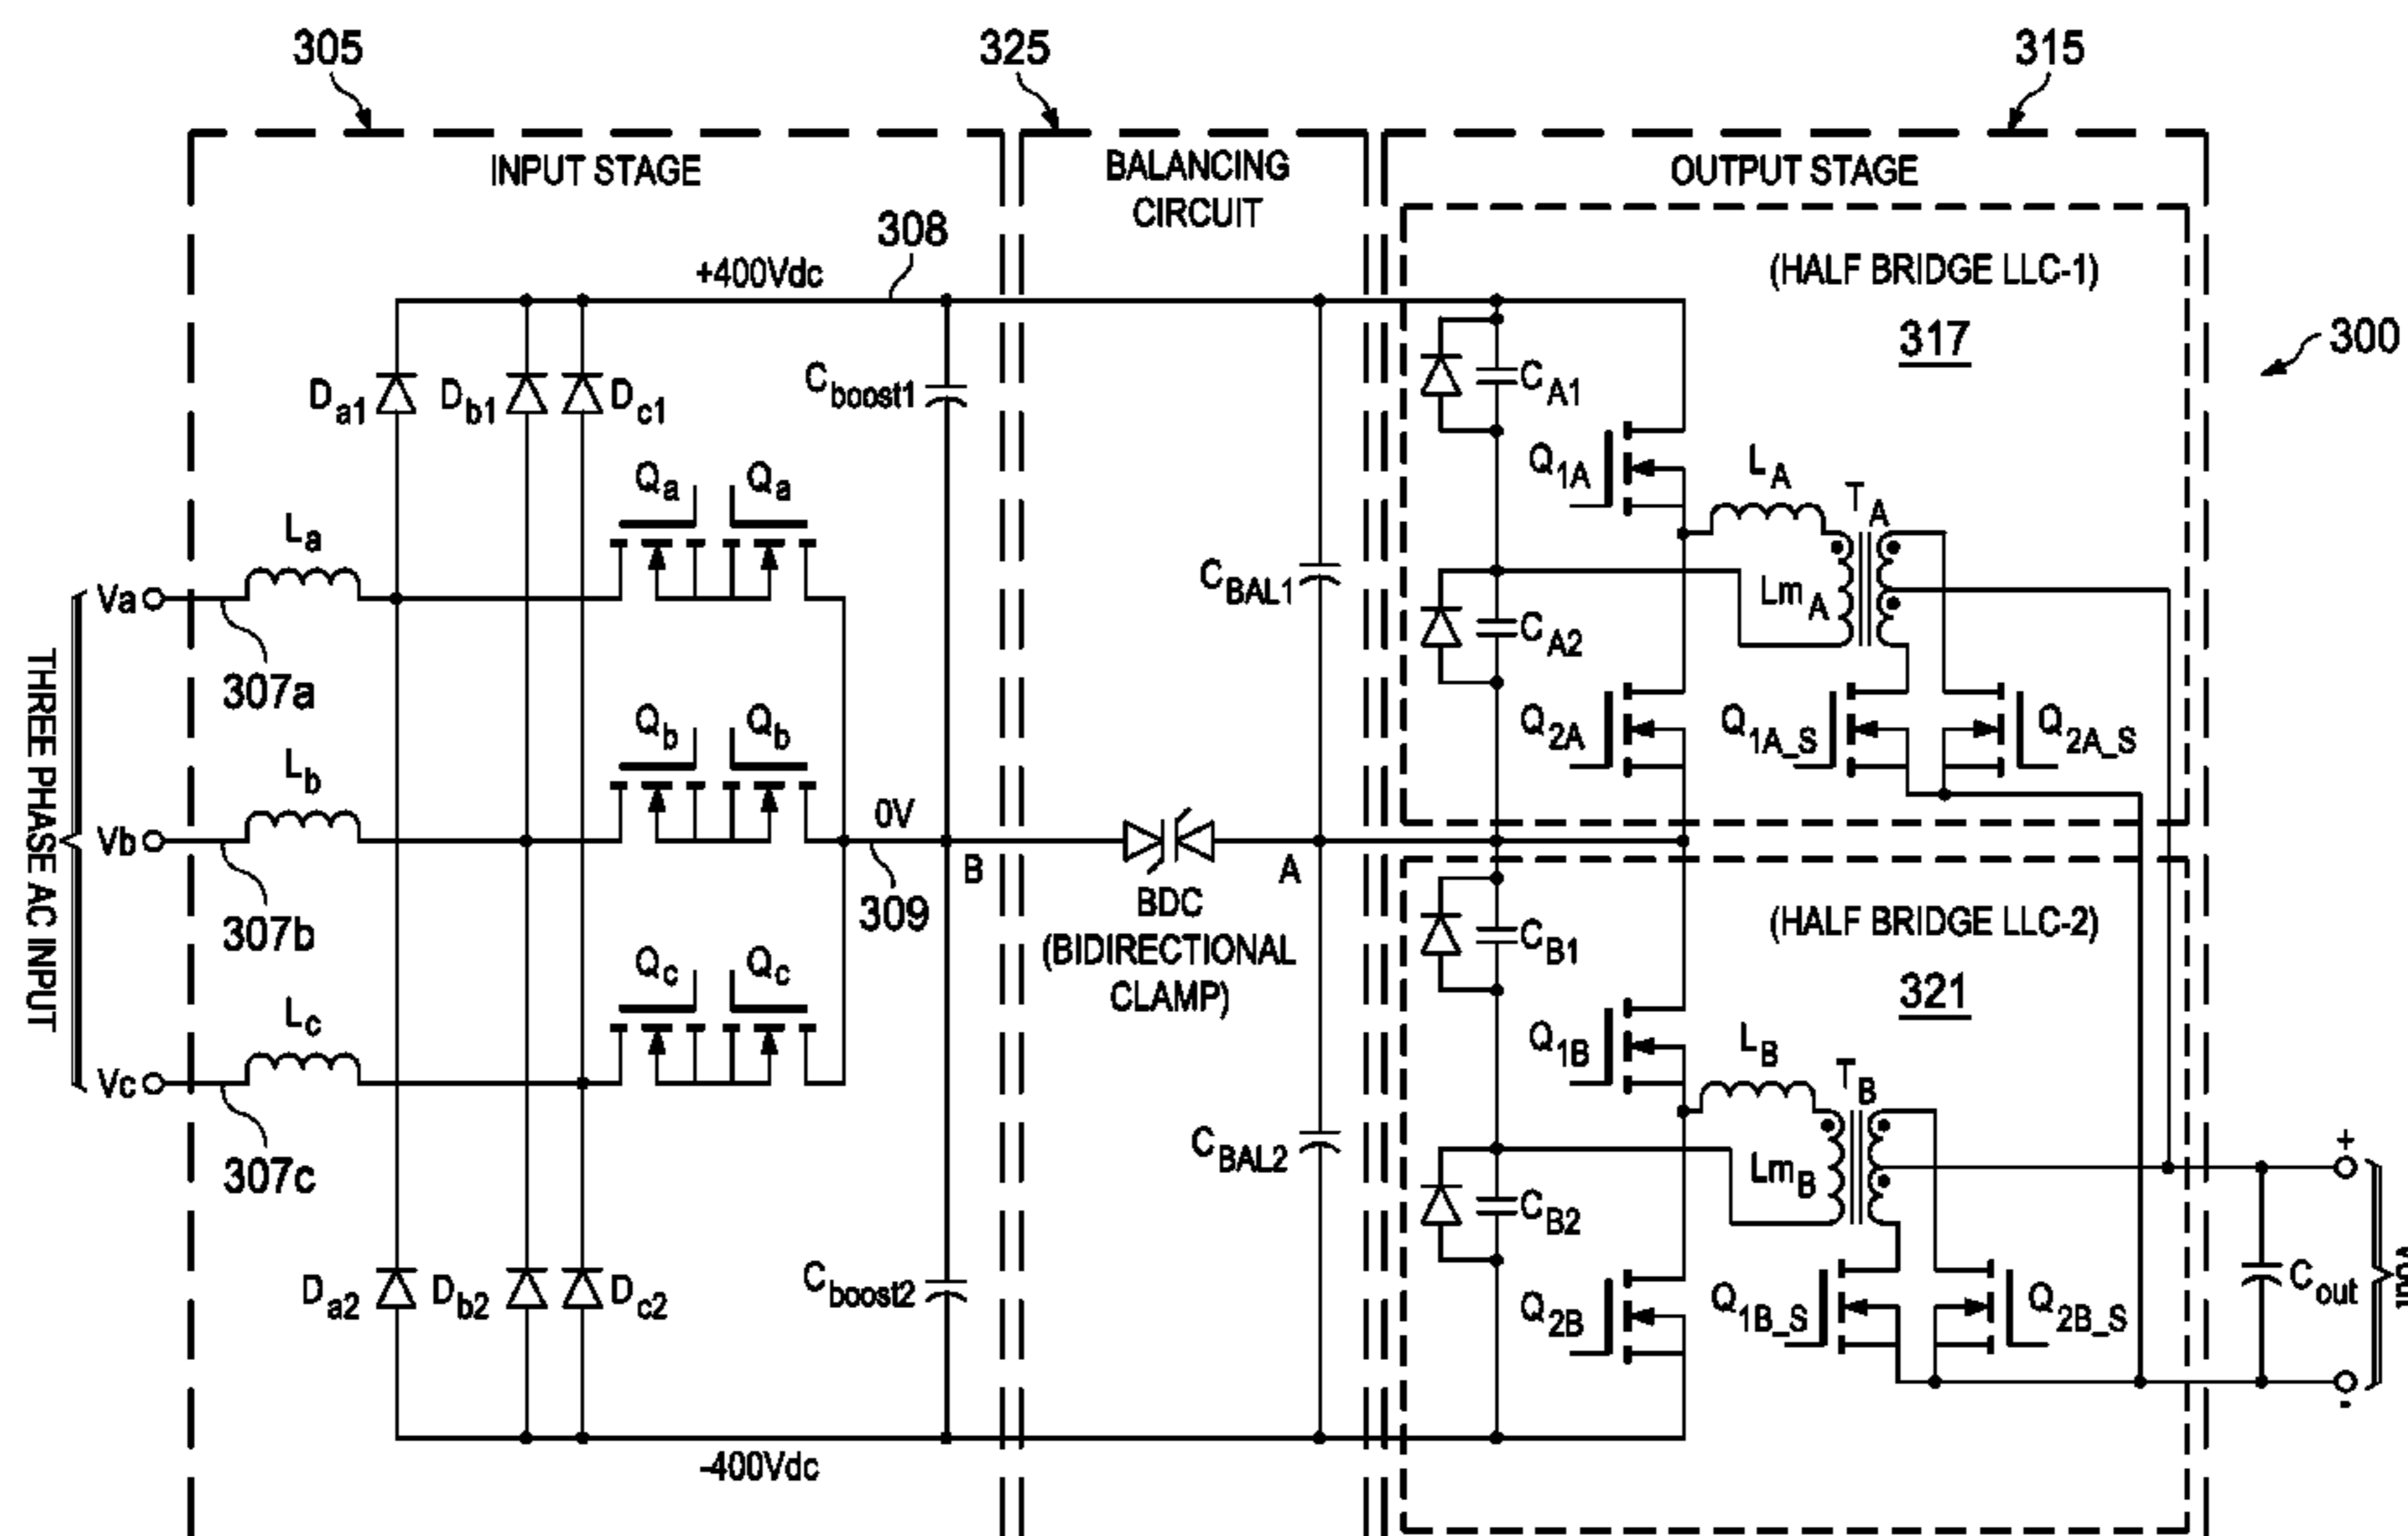 305
325
315
INPUT STAGE
BALANCING
CIRCUIT
OUTPUT STAGE
308
+400Vdc
(HALF BRIDGE LLC-1)
317
300
Da1
Db1
Dc1
Cboost1
CA1
Q1A
LA
TA
Qa
Qa
La
Va
307a
CBAL1
LmA
CA2
Q2A
Q1A_S
Q2A_S
THREE PHASE AC INPUT
Qb
Qb
Lb
Vb
307b
0V
B
309
A
BDC
(BIDIRECTIONAL
CLAMP)
CB1
(HALF BRIDGE LLC-2)
321
Qc
Qc
Lc
Vc
307c
Q1B
LB
TB
CBAL2
LmB
CB2
+
Da2
Db2
Dc2
Cboost2
Q2B
Q1B_S
Q2B_S
Cout
-
-400Vdc